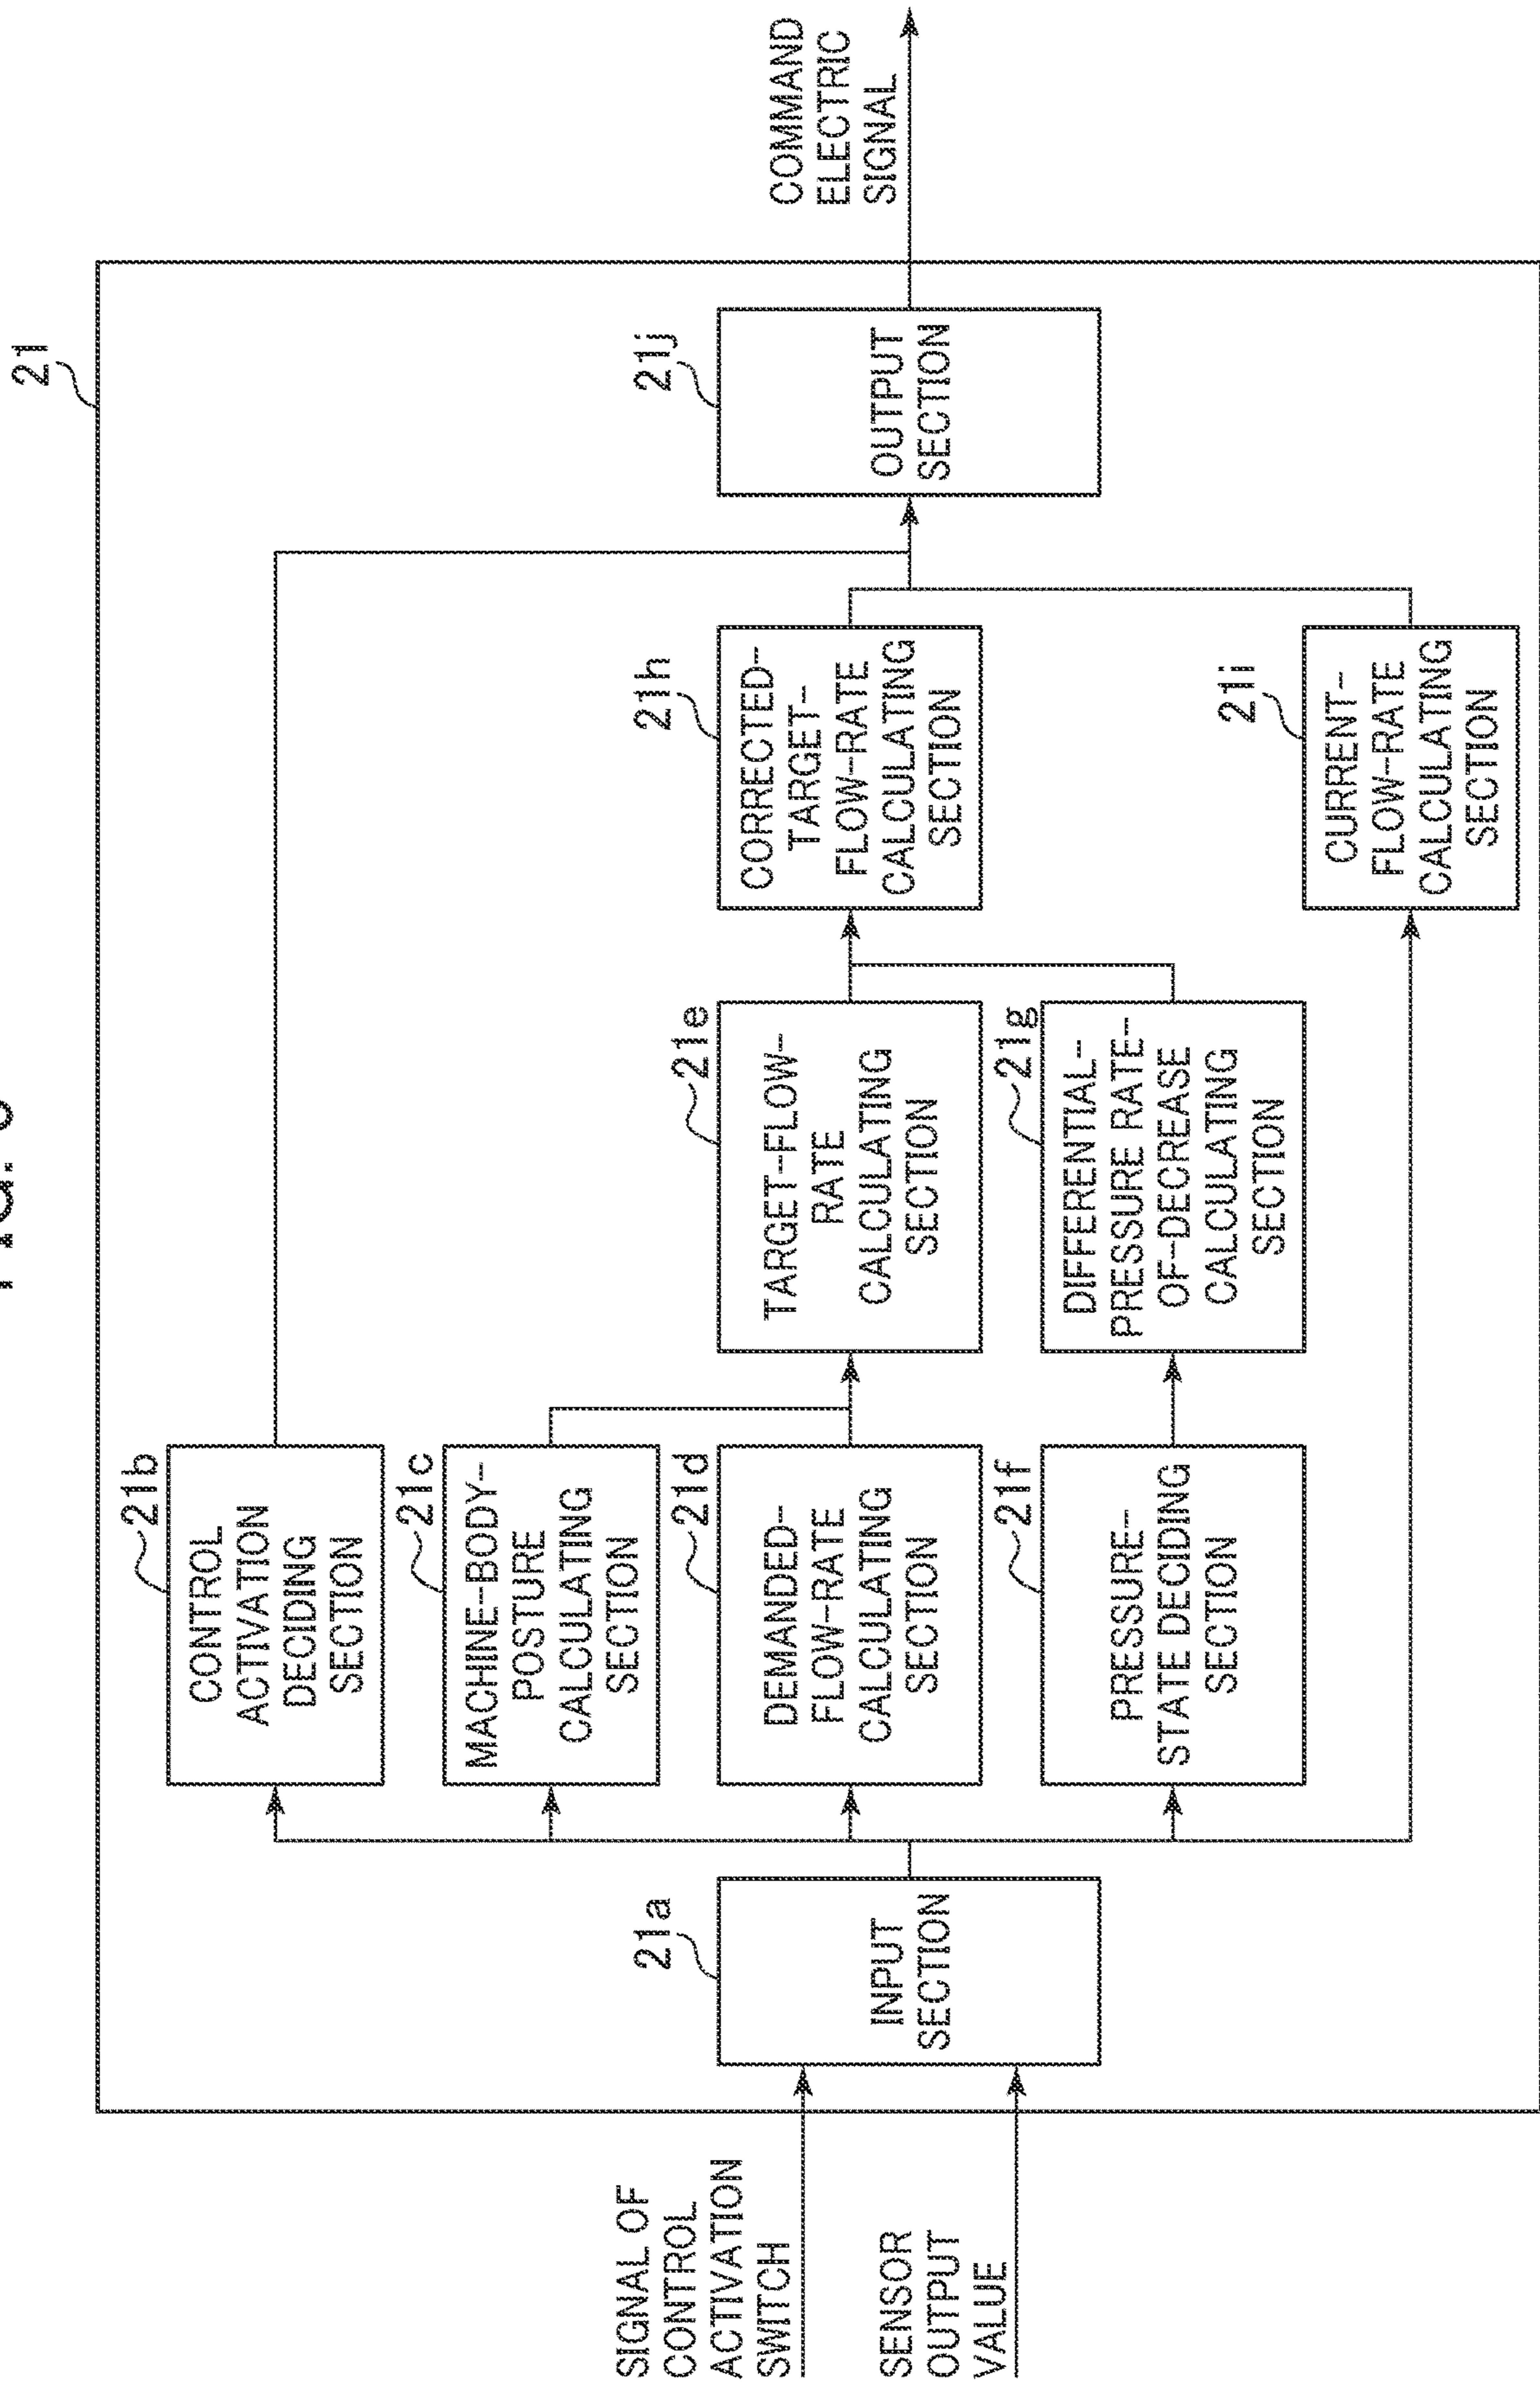 21
SIGNAL OF
CONTROL
ACTIVATION
SWITCH
SENSOR
OUTPUT
VALUE
21a
INPUT
SECTION
21b
CONTROL
ACTIVATION
DECIDING
SECTION
21c
MACHINE-BODY-
POSTURE
CALCULATING
SECTION
21d
DEMANDED-
FLOW-RATE
CALCULATING
SECTION
21f
PRESSURE-
STATE DECIDING
SECTION
21e
TARGET-FLOW-
RATE
CALCULATING
SECTION
21g
DIFFERENTIAL-
PRESSURE RATE-
OF-DECREASE
CALCULATING
SECTION
21h
CORRECTED-
TARGET-
FLOW-RATE
CALCULATING
SECTION
21i
CURRENT-
FLOW-RATE
CALCULATING
SECTION
21j
OUTPUT
SECTION
COMMAND
ELECTRIC
SIGNAL